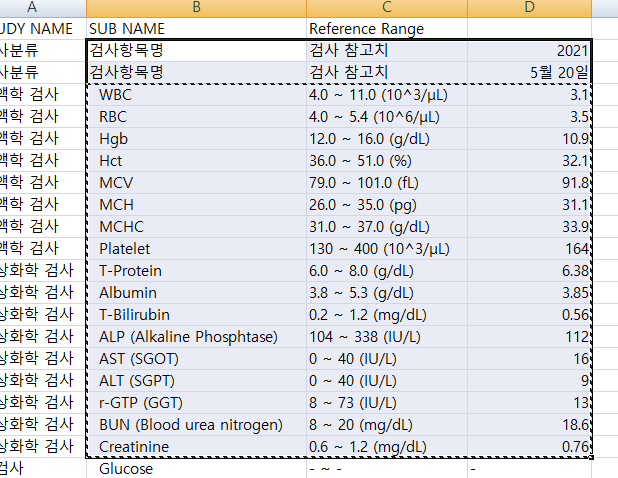 A B C D
UDY NAME SUB NAME Reference Range
사분류 검사항목명 검사 참고치 2021
사분류 검사항목명 검사 참고치 5월 20일
액학 검사 WBC 4.0 ~ 11.0 (10^3/μL) 3.1
액학 검사 RBC 4.0 ~ 5.4 (10^6/μL) 3.5
액학 검사 Hgb 12.0 ~ 16.0 (g/dL) 10.9
액학 검사 Hct 36.0 ~ 51.0 (%) 32.1
액학 검사 MCV 79.0 ~ 101.0 (fL) 91.8
액학 검사 MCH 26.0 ~ 35.0 (pg) 31.1
액학 검사 MCHC 31.0 ~ 37.0 (g/dL) 33.9
액학 검사 Platelet 130 ~ 400 (10^3/μL) 164
상화학 검사 T-Protein 6.0 ~ 8.0 (g/dL) 6.38
상화학 검사 Albumin 3.8 ~ 5.3 (g/dL) 3.85
상화학 검사 T-Bilirubin 0.2 ~ 1.2 (mg/dL) 0.56
상화학 검사 ALP (Alkaline Phosphtase) 104 ~ 338 (IU/L) 112
상화학 검사 AST (SGOT) 0 ~ 40 (IU/L) 16
상화학 검사 ALT (SGPT) 0 ~ 40 (IU/L) 9
상화학 검사 r-GTP (GGT) 8 ~ 73 (IU/L) 13
상화학 검사 BUN (Blood urea nitrogen) 8 ~ 20 (mg/dL) 18.6
상화학 검사 Creatinine 0.6 ~ 1.2 (mg/dL) 0.76
검사 Glucose - ~ - -